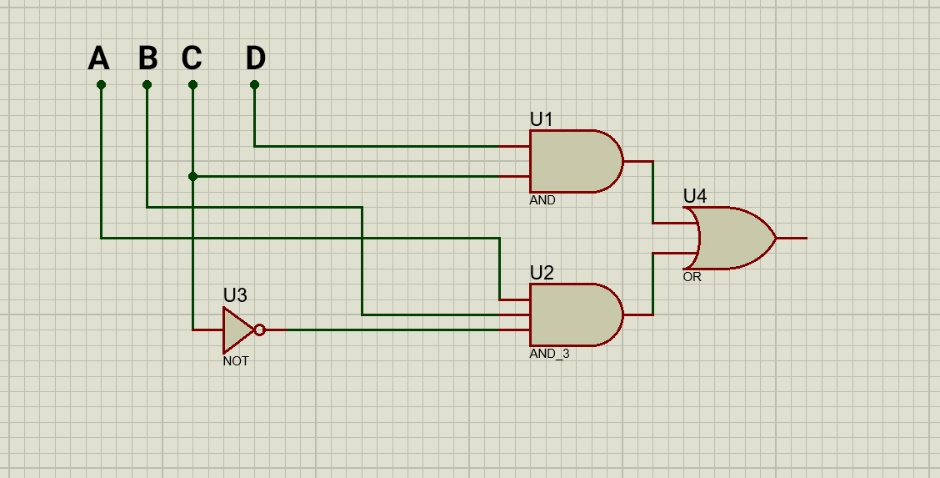 A B C D
U1
AND
U4
OR
U2
AND_3
U3
NOT